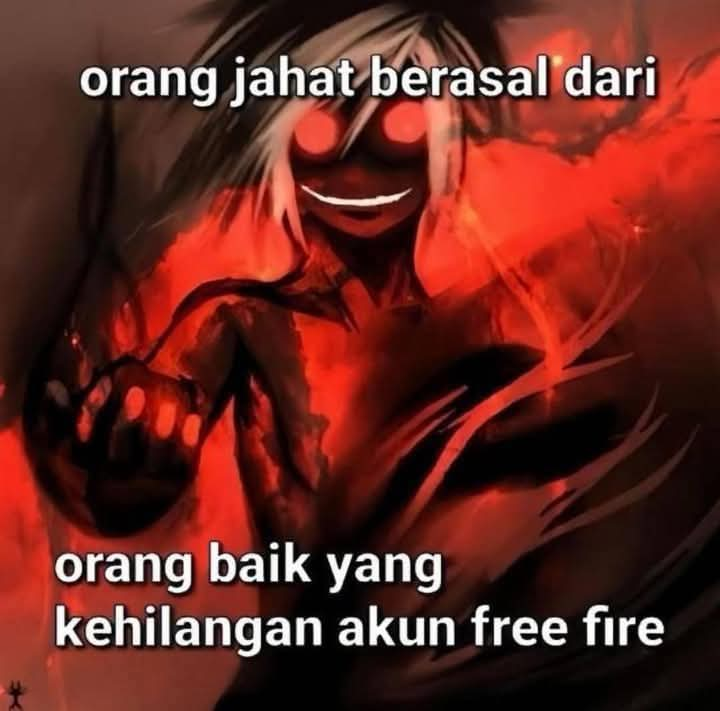 orang jahat berasal dari
orang baik yang
kehilangan akun free fire